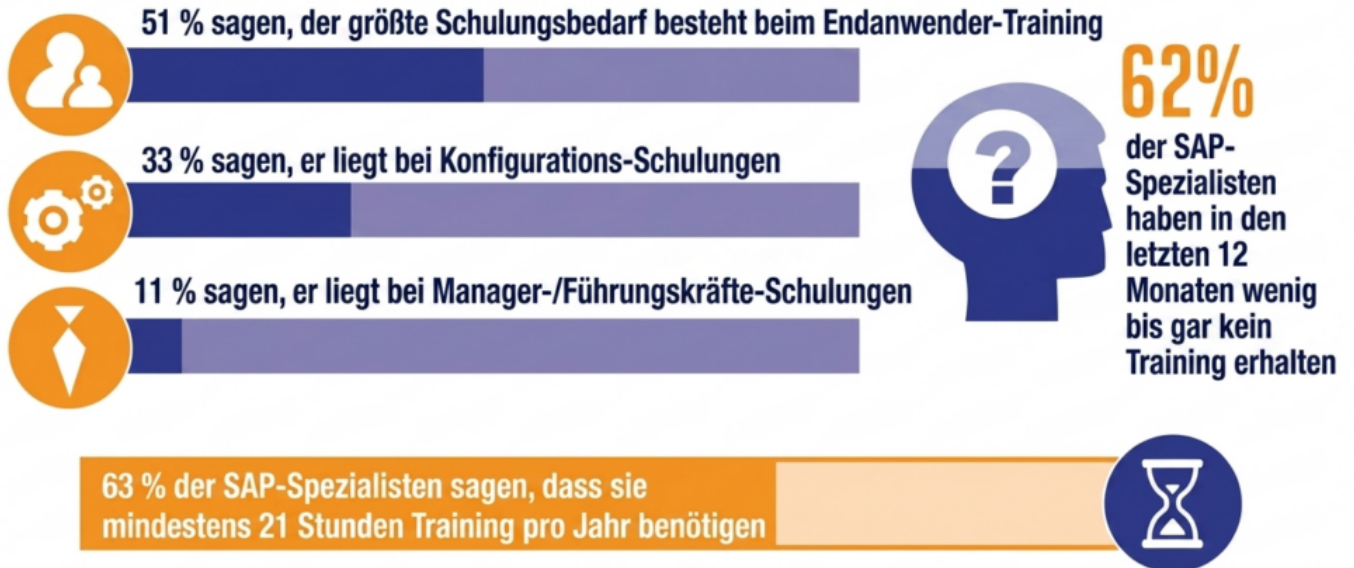 51 % sagen, der größte Schulungsbedarf besteht beim Endanwender-Training
33 % sagen, er liegt bei Konfigurations-Schulungen
11 % sagen, er liegt bei Manager-/Führungskräfte-Schulungen
?
62%
der SAP-
Spezialisten
haben in den
letzten 12
Monaten wenig
bis gar kein
Training erhalten
63 % der SAP-Spezialisten sagen, dass sie
mindestens 21 Stunden Training pro Jahr benötigen